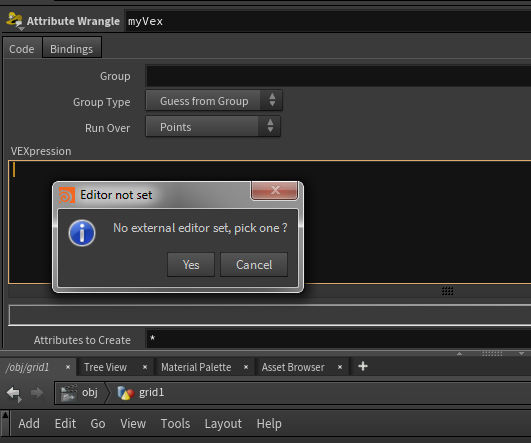 Attribute Wrangle myVex
Code Bindings
Group
Group Type Guess from Group
Run Over Points
VEXpression
Editor not set
No external editor set, pick one ?
Yes Cancel
Attributes to Create *
/obj/grid1 × Tree View × Material Palette × Asset Browser × +
obj grid1
Add Edit Go View Tools Layout Help